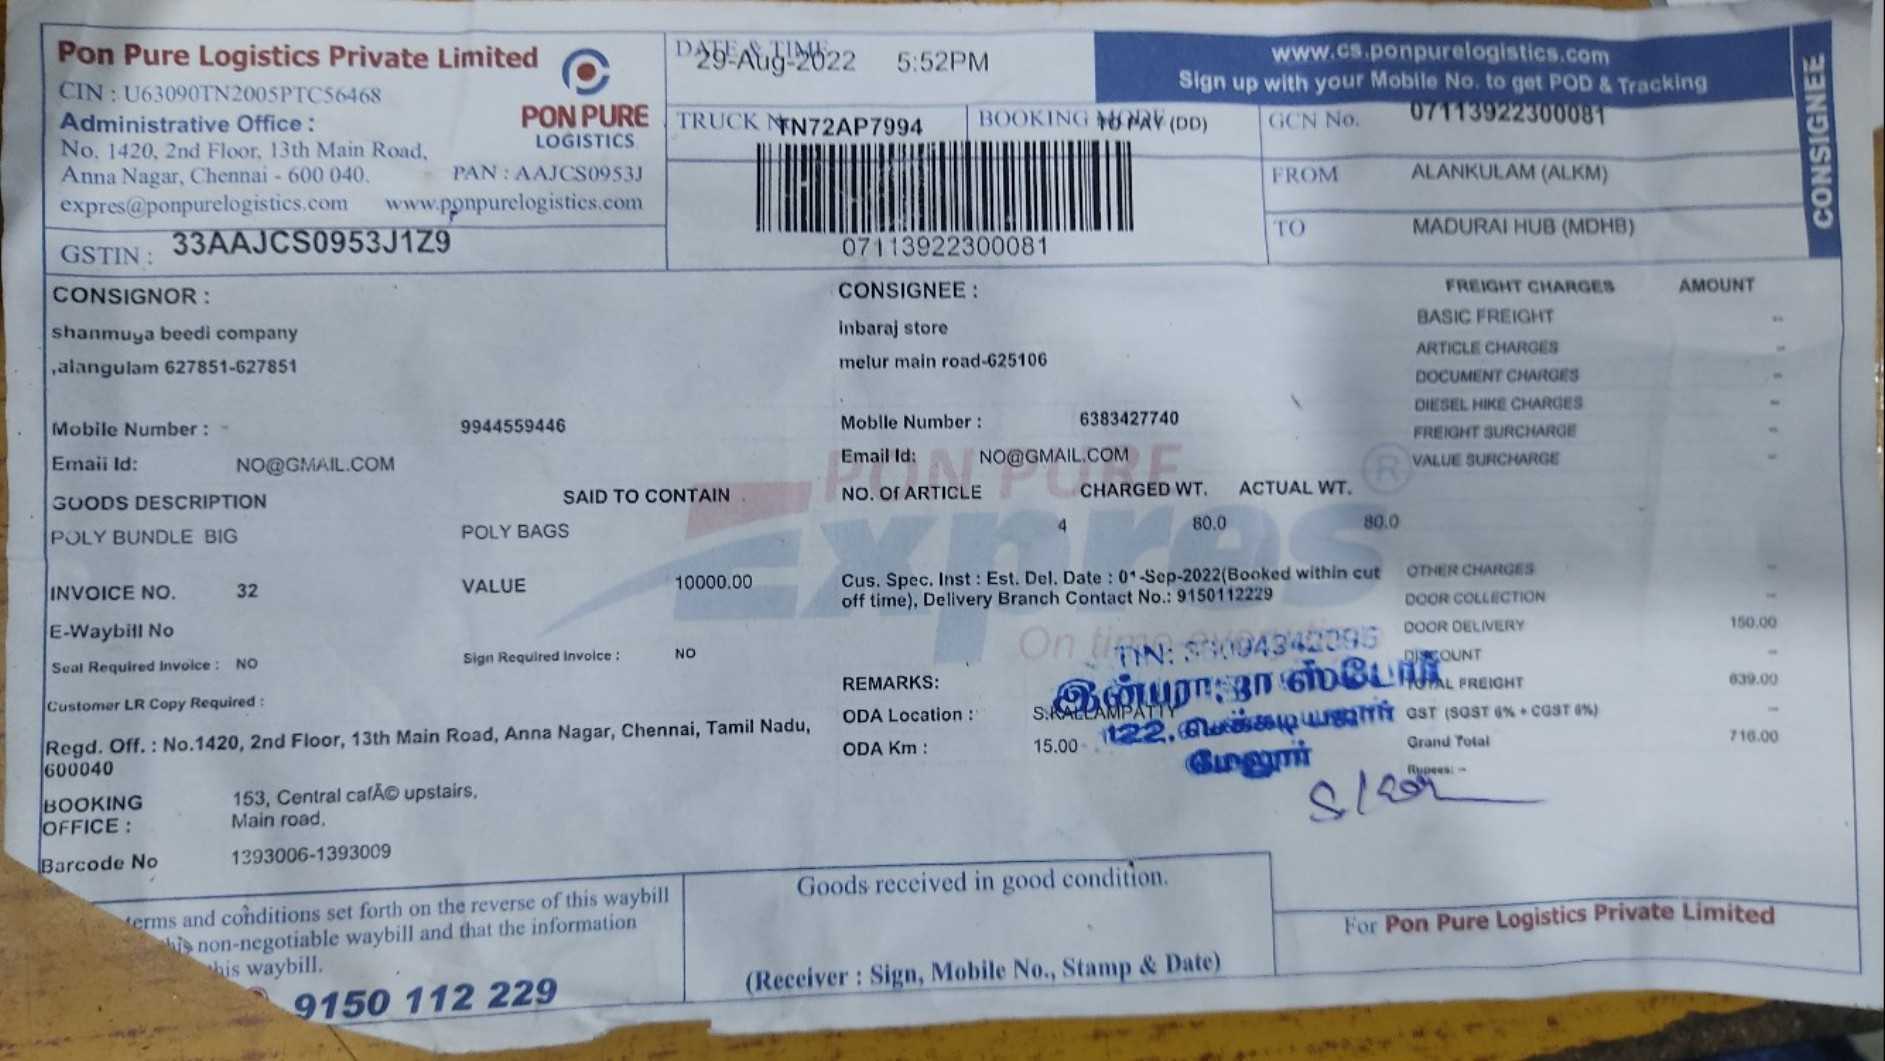 Pon Pure Logistics Private Limited
CIN : U63090TN2005PTC56468
Administrative Office :
No. 1420, 2nd Floor, 13th Main Road,
Anna Nagar, Chennai - 600 040.
PAN : AAJCS0953J
expres@ponpurelogistics.com www.ponpurelogistics.com
PON PURE
LOGISTICS
GSTIN : 33AAJCS0953J1Z9
DATE & TIME
29-Aug-2022 5:52PM
www.cs.ponpurelogistics.com
Sign up with your Mobile No. to get POD & Tracking
CONSIGNEE
TRUCK TN72AP7994
BOOKING MODE TO PAY (DD)
GCN No. 07113922300081
FROM ALANKULAM (ALKM)
TO MADURAI HUB (MDHB)
07113922300081
CONSIGNOR :
shanmuya beedi company
,alangulam 627851-627851
Mobile Number : - 9944559446
Email Id: NO@GMAIL.COM
CONSIGNEE :
inbaraj store
melur main road-625106
Mobile Number : 6383427740
Email Id: NO@GMAIL.COM
FREIGHT CHARGES AMOUNT
BASIC FREIGHT --
ARTICLE CHARGES --
DOCUMENT CHARGES --
DIESEL HIKE CHARGES --
FREIGHT SURCHARGE --
VALUE SURCHARGE --
PON PURE
Expres
On time
GOODS DESCRIPTION SAID TO CONTAIN NO. Of ARTICLE CHARGED WT. ACTUAL WT.
POLY BUNDLE BIG POLY BAGS 4 80.0 80.0
INVOICE NO. 32 VALUE 10000.00
Cus. Spec. Inst : Est. Del. Date : 01-Sep-2022(Booked within cut
off time), Delivery Branch Contact No.: 9150112229
E-Waybill No
Seal Required Invoice : NO Sign Required Invoice : NO
Customer LR Copy Required :
OTHER CHARGES --
DOOR COLLECTION --
DOOR DELIVERY 150.00
DISCOUNT --
TOTAL FREIGHT 639.00
GST (SGST 6% + CGST 6%) --
Grand Total 716.00
Rupees: --
REMARKS:
ODA Location : S.KALLAMPATTY
ODA Km : 15.00
ஸ்டோர்
122,
மேலூர்
Regd. Off. : No.1420, 2nd Floor, 13th Main Road, Anna Nagar, Chennai, Tamil Nadu,
600040
BOOKING
OFFICE :
153, Central cafÃ© upstairs,
Main road,
Barcode No 1393006-1393009
terms and conditions set forth on the reverse of this waybill
this non-negotiable waybill and that the information
this waybill.
9150 112 229
Goods received in good condition.
(Receiver : Sign, Mobile No., Stamp & Date)
For Pon Pure Logistics Private Limited